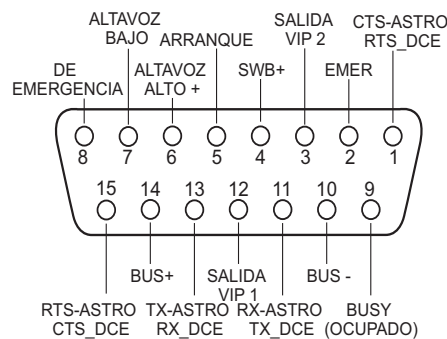 ALTAVOZ
BAJO
ARRANQUE
SALIDA
VIP 2
CTS-ASTRO
RTS_DCE
DE
EMERGENCIA
ALTAVOZ
ALTO +
SWB+
EMER
8 7 6 5 4 3 2 1
15 14 13 12 11 10 9
BUS+
SALIDA
VIP 1
BUS -
RTS-ASTRO
CTS_DCE
TX-ASTRO
RX_DCE
RX-ASTRO
TX_DCE
BUSY
(OCUPADO)